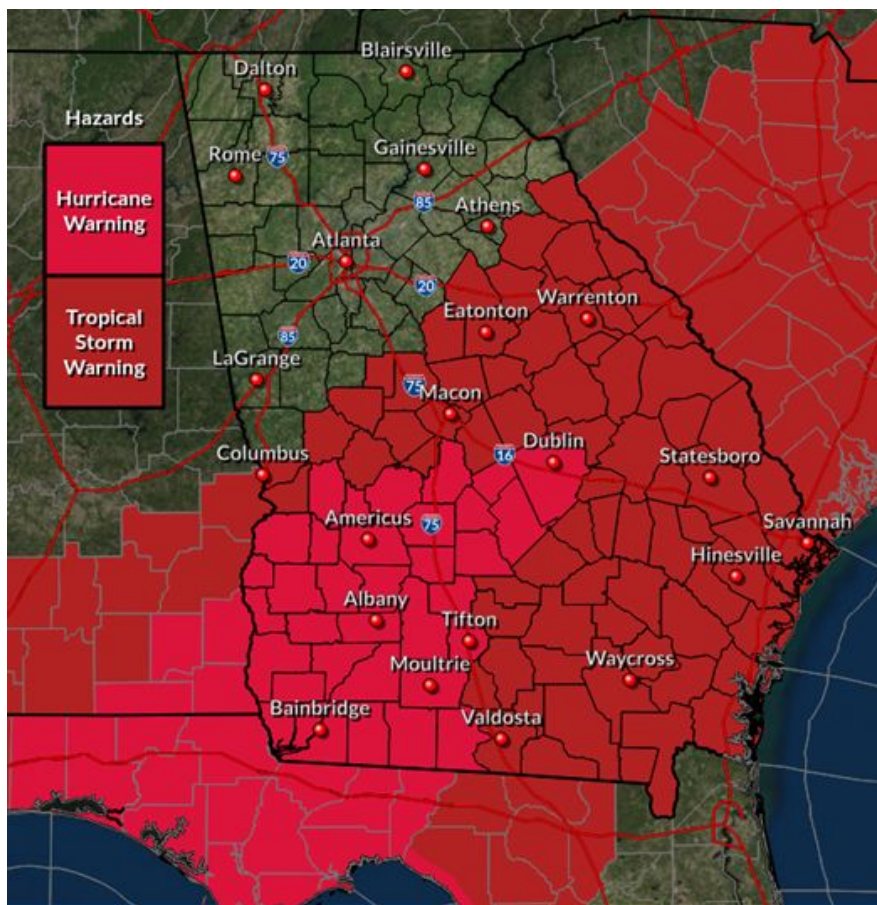 Blairsville
Dalton
Hazards
Hurricane
Warning
Tropical
Storm
Warning
Rome
75
Gainesville
85
Athens
Atlanta
20
20
Warrenton
Eatonton
85
LaGrange
75
Macon
Columbus
16
Dublin
Statesboro
Americus
75
Savannah
Hinesville
Albany
Tifton
Moultrie
Waycross
Bainbridge
Valdosta